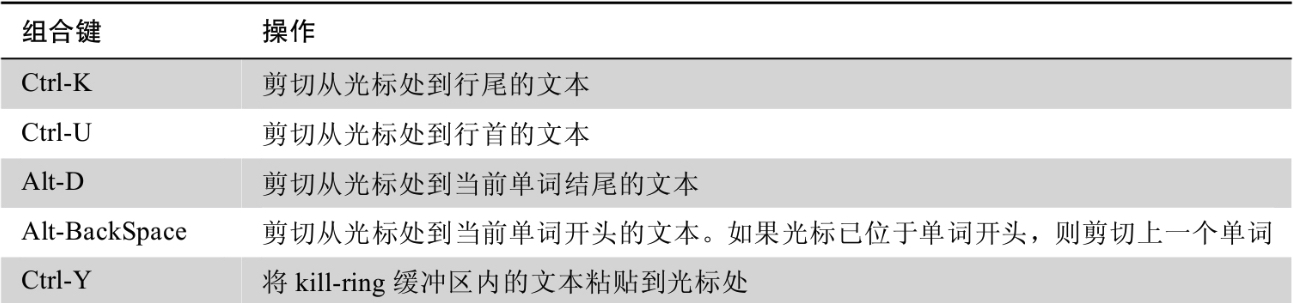 组合键 操作
Ctrl-K 剪切从光标处到行尾的文本
Ctrl-U 剪切从光标处到行首的文本
Alt-D 剪切从光标处到当前单词结尾的文本
Alt-BackSpace 剪切从光标处到当前单词开头的文本。如果光标已位于单词开头，则剪切上一个单词
Ctrl-Y 将 kill-ring 缓冲区内的文本粘贴到光标处